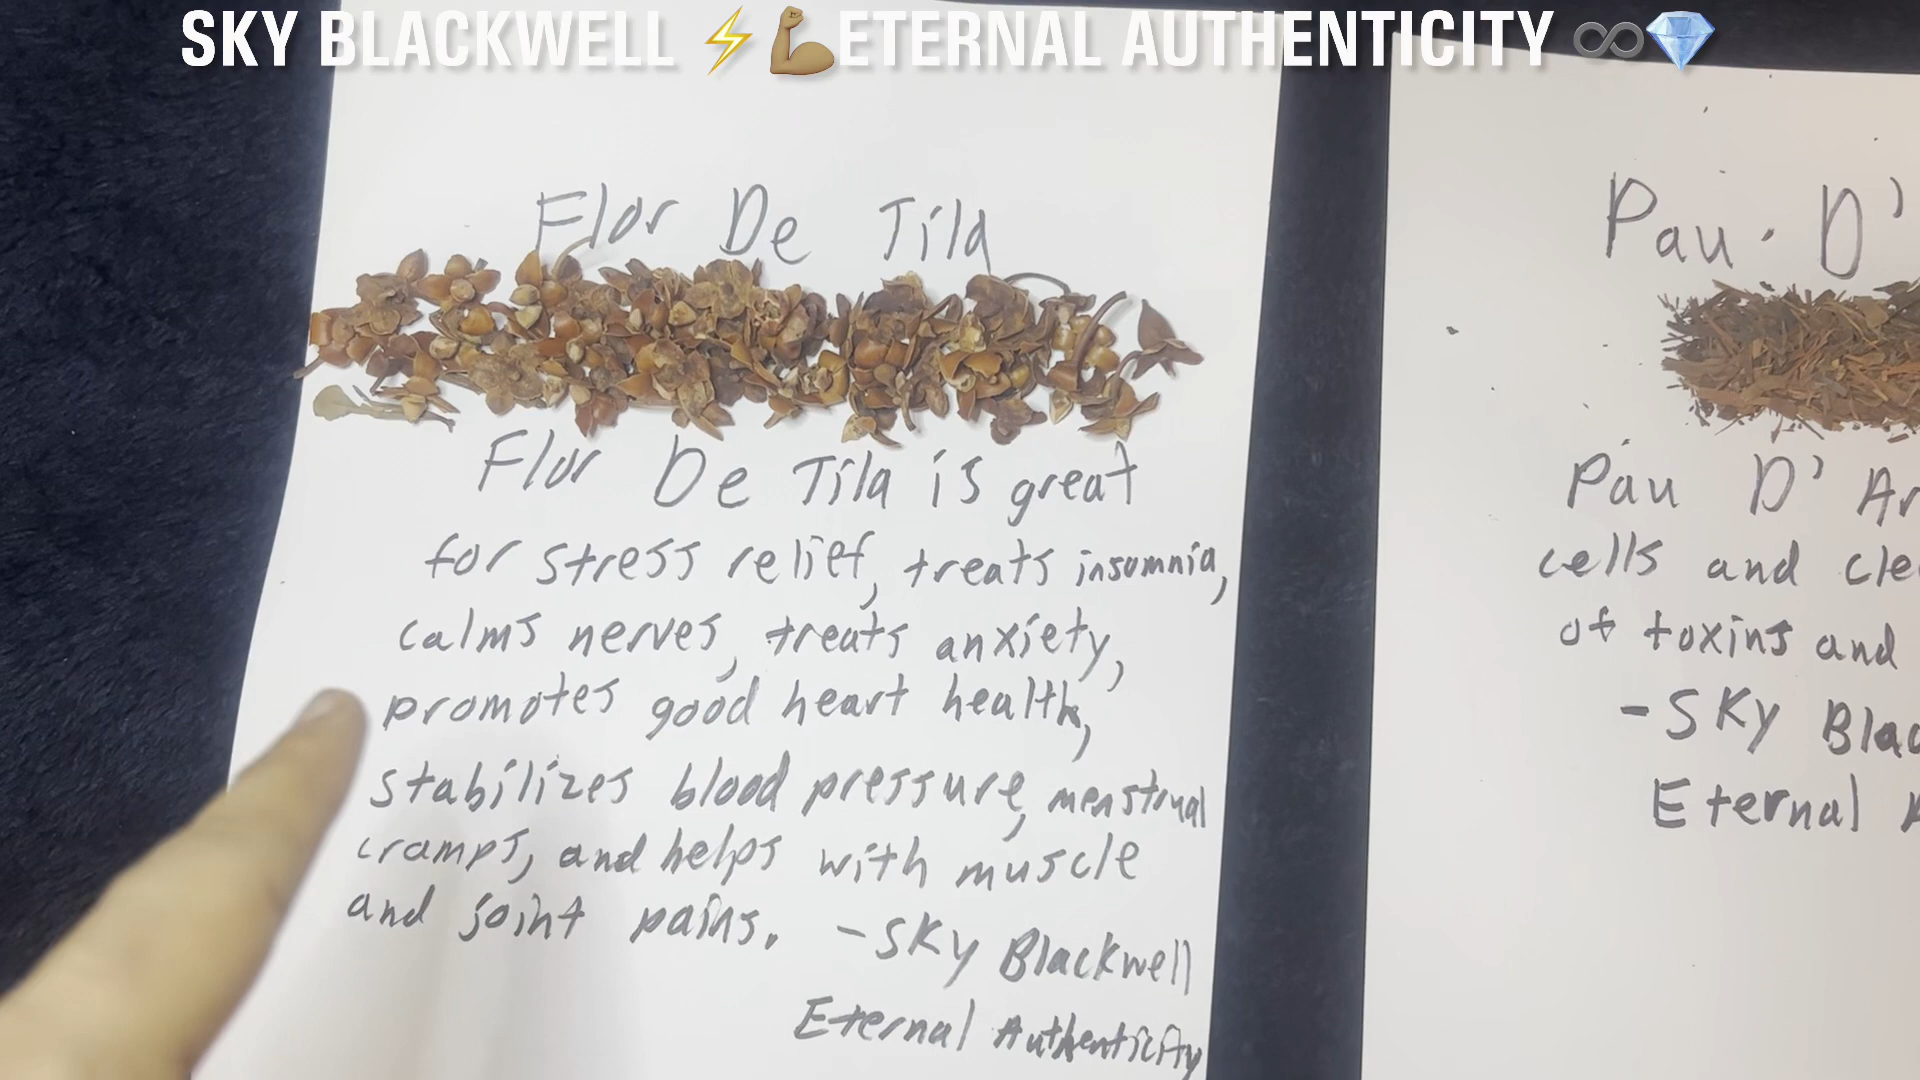 SKY BLACKWELL ⚡💪🏽ETERNAL AUTHENTICITY ♾💎
Flor De Tila
Flor De Tila is great
for stress relief, treats insomnia,
calms nerves, treats anxiety,
promotes good heart health,
stabilizes blood pressure, menstrual
cramps, and helps with muscle
and joint pains. -Sky Blackwell
Eternal Authenticity
Pau D'
Pau D' Ar
cells and cle
of toxins and
-Sky Blac
Eternal A